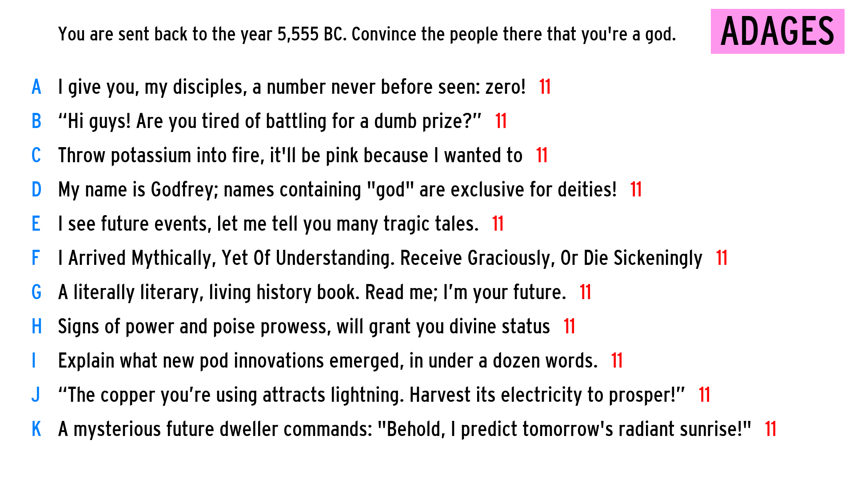 You are sent back to the year 5,555 BC. Convince the people there that you're a god.
ADAGES
A I give you, my disciples, a number never before seen: zero! 11
B “Hi guys! Are you tired of battling for a dumb prize?” 11
C Throw potassium into fire, it'll be pink because I wanted to 11
D My name is Godfrey; names containing "god" are exclusive for deities! 11
E I see future events, let me tell you many tragic tales. 11
F I Arrived Mythically, Yet Of Understanding. Receive Graciously, Or Die Sickeningly 11
G A literally literary, living history book. Read me; I’m your future. 11
H Signs of power and poise prowess, will grant you divine status 11
I Explain what new pod innovations emerged, in under a dozen words. 11
J “The copper you’re using attracts lightning. Harvest its electricity to prosper!” 11
K A mysterious future dweller commands: "Behold, I predict tomorrow's radiant sunrise!" 11